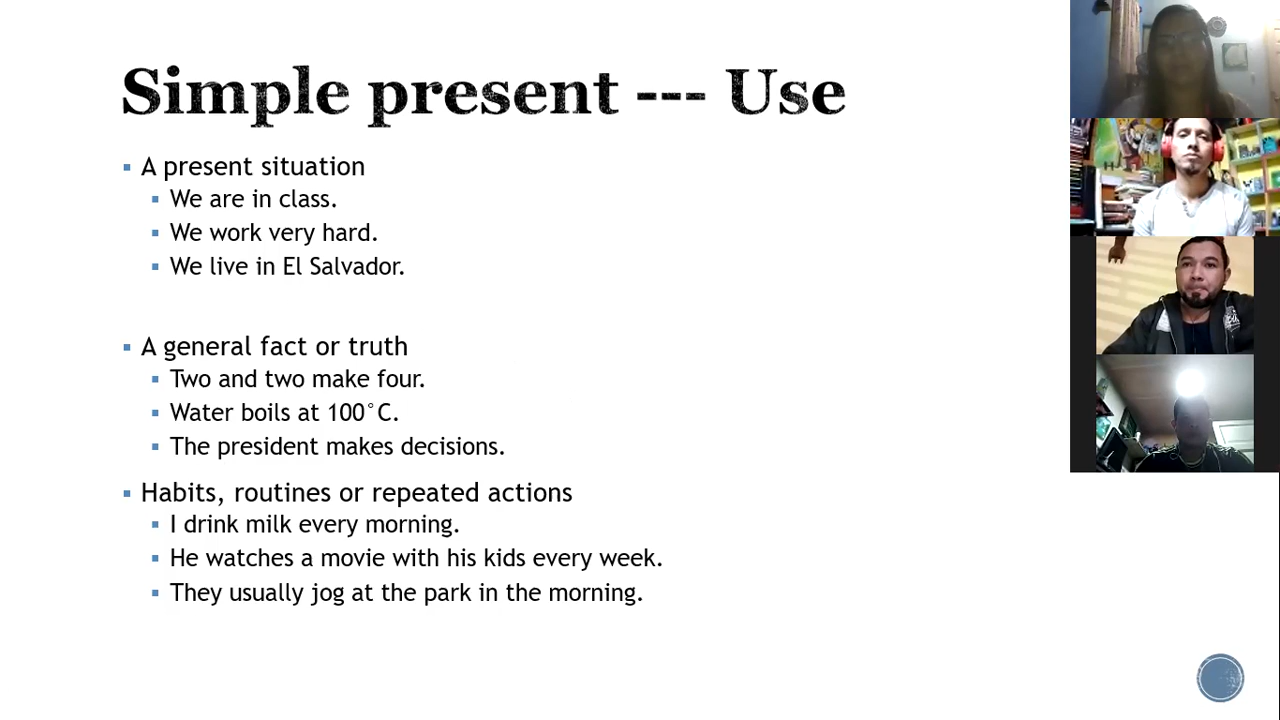 Simple present --- Use
A present situation
We are in class.
We work very hard.
We live in El Salvador.
A general fact or truth
Two and two make four.
Water boils at 100°C.
The president makes decisions.
Habits, routines or repeated actions
I drink milk every morning.
He watches a movie with his kids every week.
They usually jog at the park in the morning.